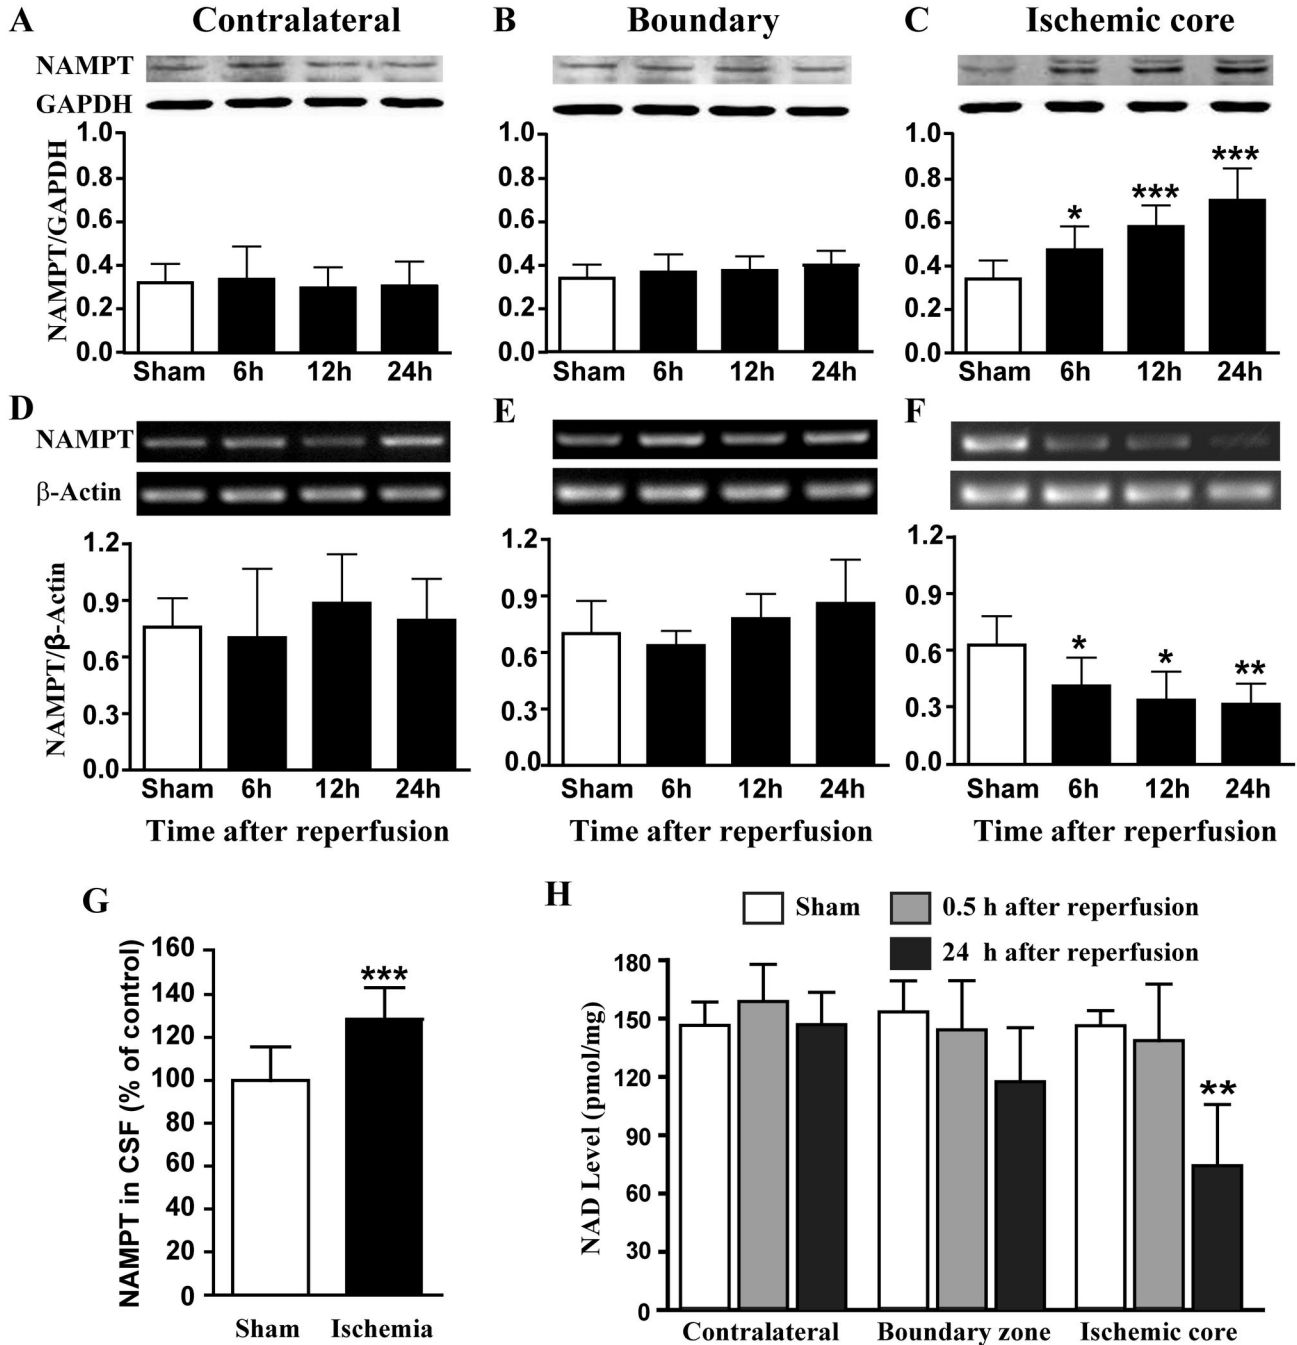 A Contralateral
B Boundary
C Ischemic core
NAMPT
GAPDH
NAMPT/GAPDH
1.0
0.8
0.6
0.4
0.2
0.0
Sham 6h 12h 24h
1.0
0.8
0.6
0.4
0.2
0.0
Sham 6h 12h 24h
1.0
0.8
0.6
0.4
0.2
0.0
* *** ***
Sham 6h 12h 24h
D
NAMPT
β-Actin
NAMPT/β-Actin
1.2
0.9
0.6
0.3
0.0
Sham 6h 12h 24h
Time after reperfusion
E
1.2
0.9
0.6
0.3
0.0
Sham 6h 12h 24h
Time after reperfusion
F
1.2
0.9
0.6
0.3
0.0
* * **
Sham 6h 12h 24h
Time after reperfusion
G
NAMPT in CSF (% of control)
160
140
120
100
80
60
40
20
0
***
Sham Ischemia
H
Sham
0.5 h after reperfusion
24 h after reperfusion
NAD Level (pmol/mg)
180
150
120
90
60
30
0
**
Contralateral Boundary zone Ischemic core